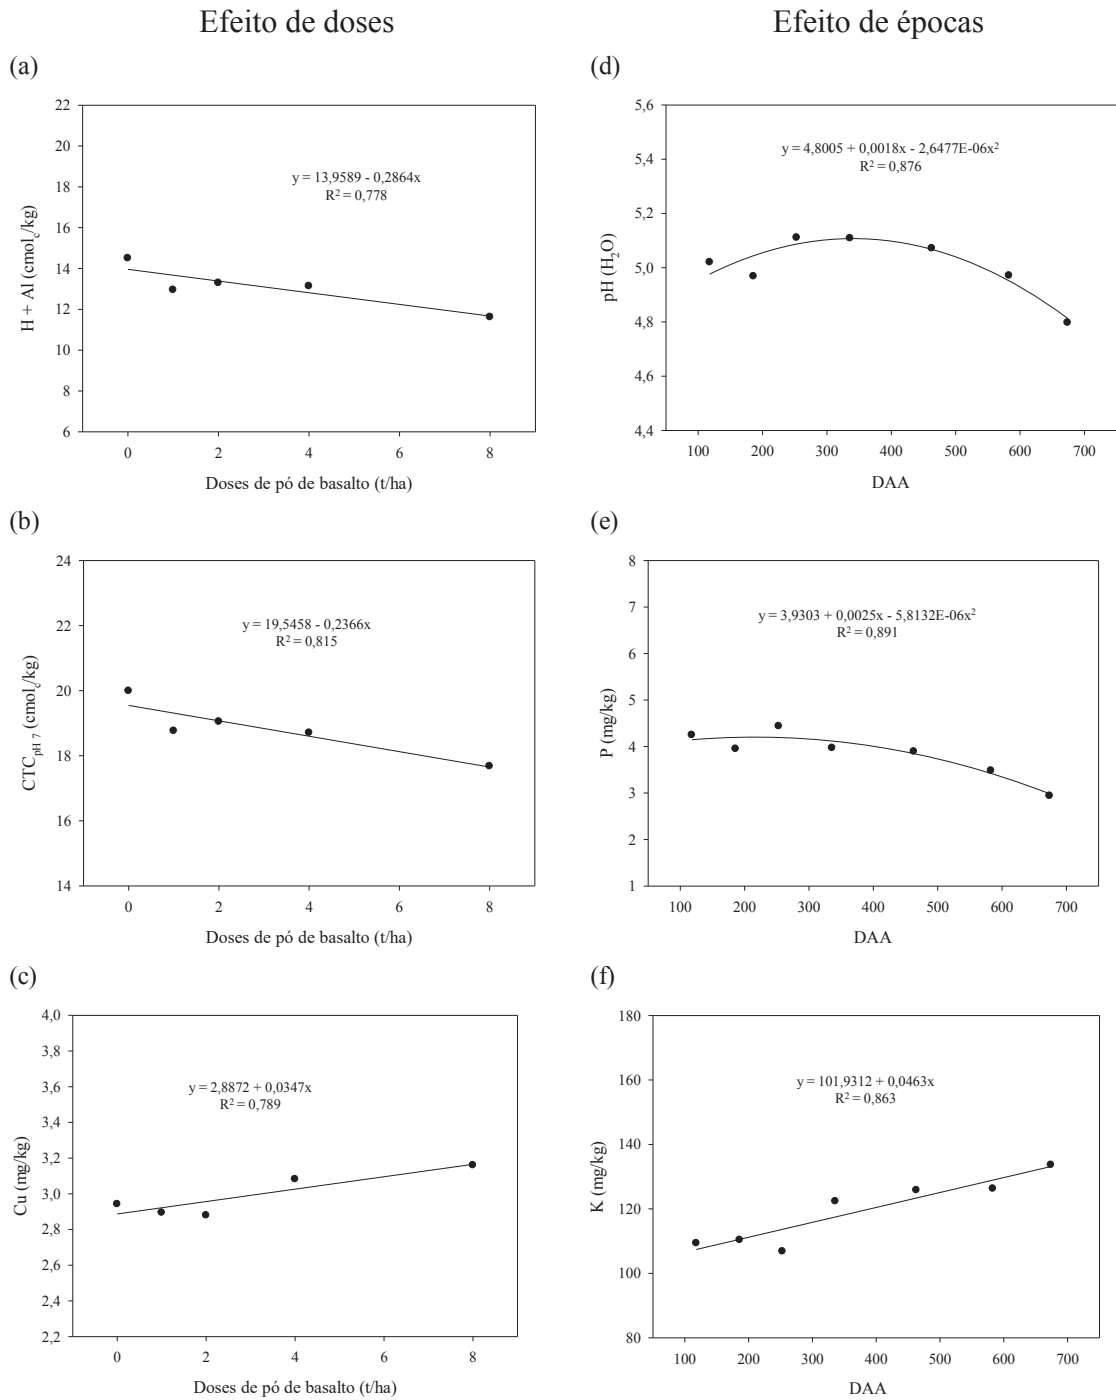 Efeito de doses
Efeito de épocas
(a)
22
20
18
16
14
12
10
8
6
H + Al (cmol_c/kg)
y = 13,9589 - 0,2864x
R² = 0,778
0 2 4 6 8
Doses de pó de basalto (t/ha)
(d)
5,6
5,4
5,2
5,0
4,8
4,6
4,4
pH (H₂O)
y = 4,8005 + 0,0018x - 2,6477E-06x²
R² = 0,876
100 200 300 400 500 600 700
DAA
(b)
24
22
20
18
16
14
CTC_pH 7 (cmol_c/kg)
y = 19,5458 - 0,2366x
R² = 0,815
0 2 4 6 8
Doses de pó de basalto (t/ha)
(e)
8
7
6
5
4
3
2
1
P (mg/kg)
y = 3,9303 + 0,0025x - 5,8132E-06x²
R² = 0,891
100 200 300 400 500 600 700
DAA
(c)
4,0
3,8
3,6
3,4
3,2
3,0
2,8
2,6
2,4
2,2
Cu (mg/kg)
y = 2,8872 + 0,0347x
R² = 0,789
0 2 4 6 8
Doses de pó de basalto (t/ha)
(f)
180
160
140
120
100
80
K (mg/kg)
y = 101,9312 + 0,0463x
R² = 0,863
100 200 300 400 500 600 700
DAA